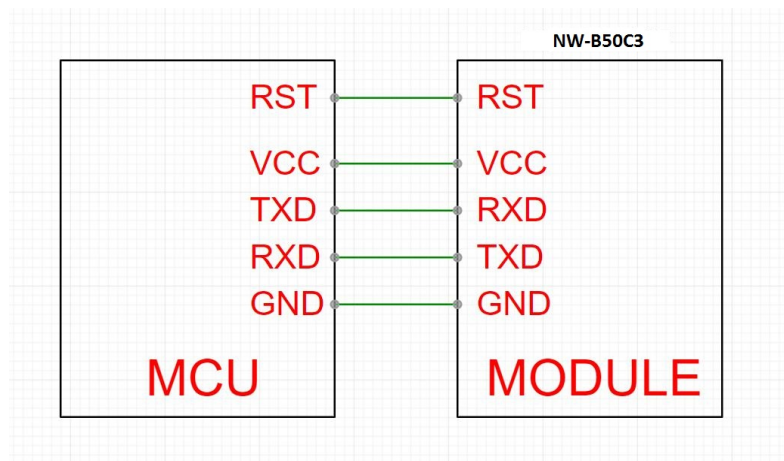 NW-B50C3
RST RST
VCC VCC
TXD RXD
RXD TXD
GND GND
MCU MODULE